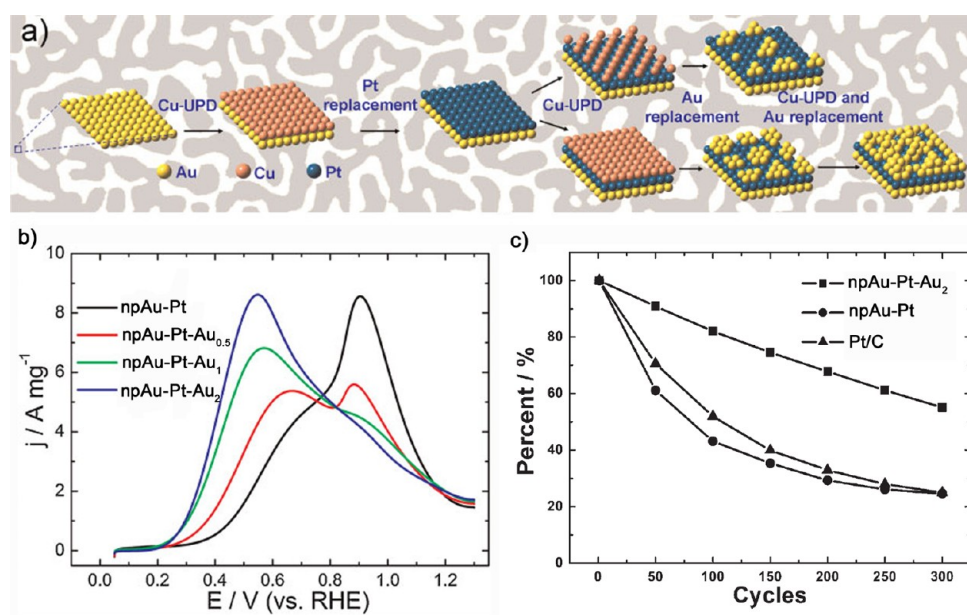 a)
Cu-UPD
Pt
replacement
Cu-UPD
Au
replacement
Cu-UPD and
Au replacement
Au
Cu
Pt
b)
10
8
6
4
2
0
j / A mg⁻¹
npAu-Pt
npAu-Pt-Au₀.₅
npAu-Pt-Au₁
npAu-Pt-Au₂
0.0 0.2 0.4 0.6 0.8 1.0 1.2
E / V (vs. RHE)
c)
100
80
60
40
20
0
Percent / %
npAu-Pt-Au₂
npAu-Pt
Pt/C
0 50 100 150 200 250 300
Cycles